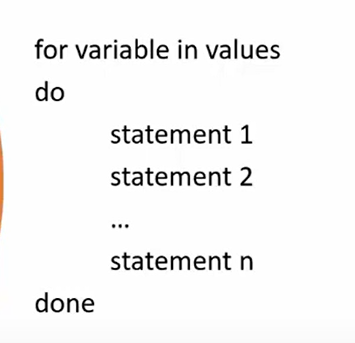 for variable in values
do
statement 1
statement 2
...
statement n
done